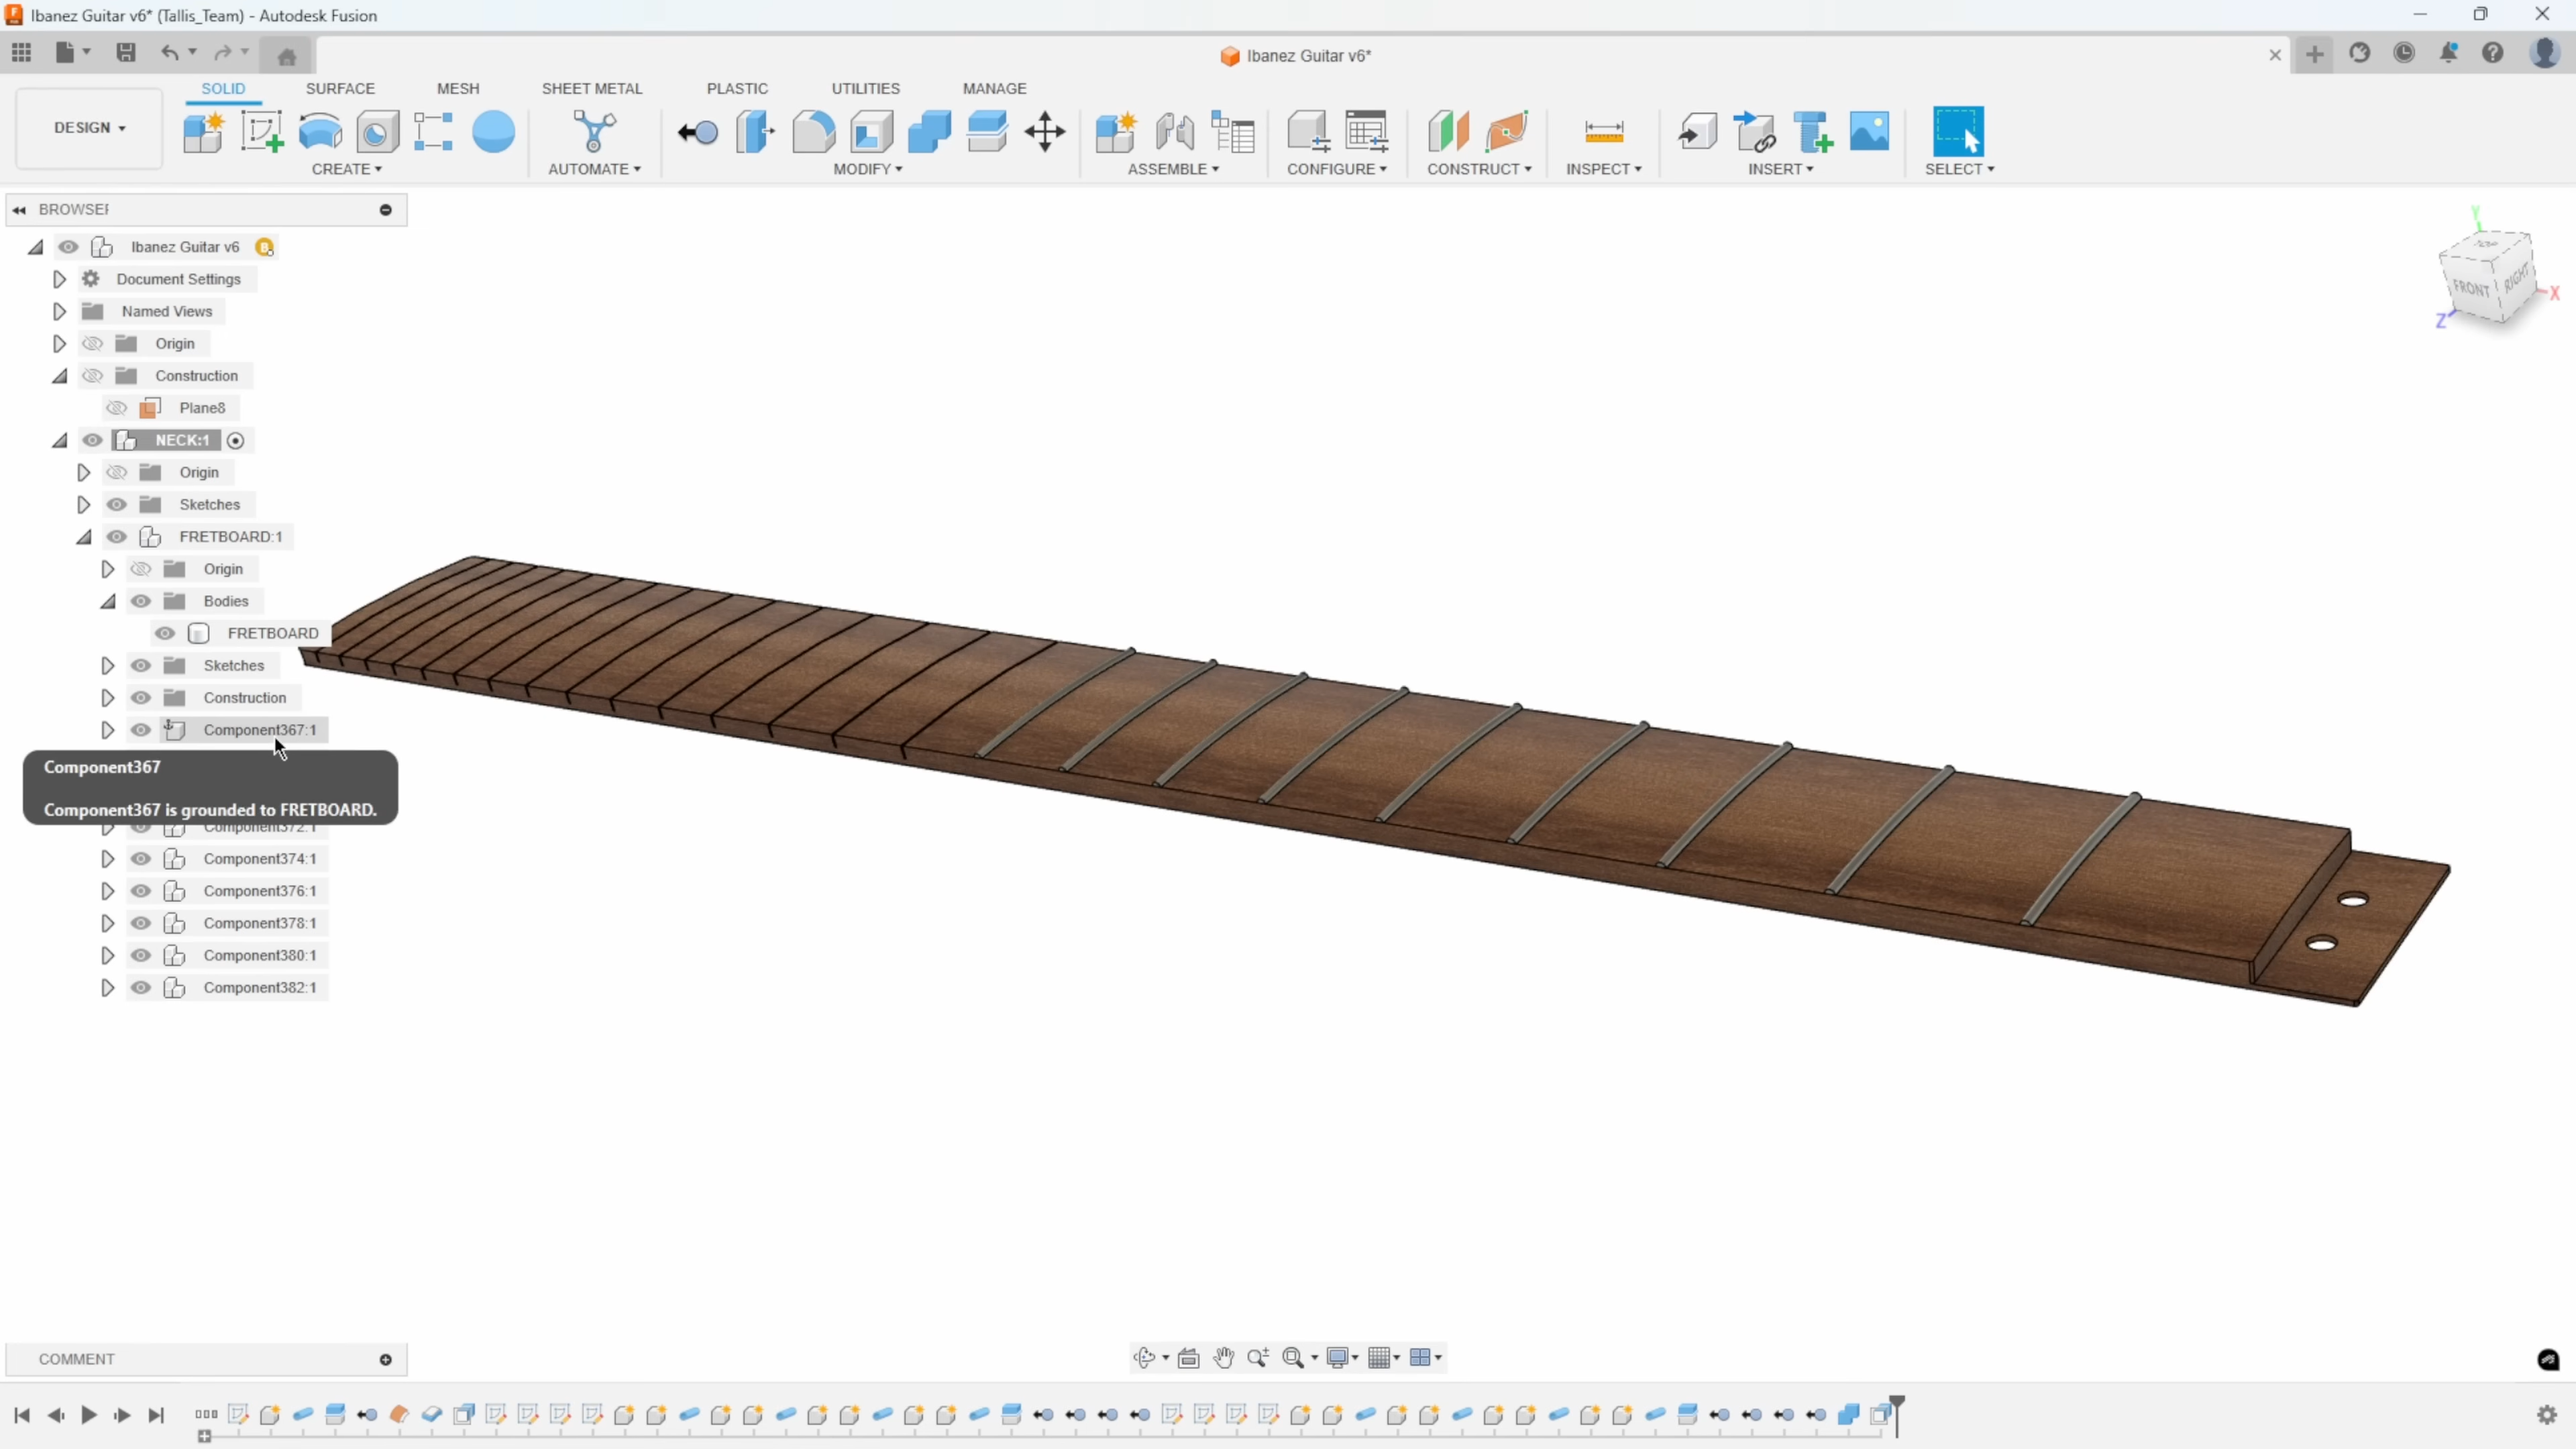 Ibanez Guitar v6* (Tallis_Team) - Autodesk Fusion
Ibanez Guitar v6*
SOLID SURFACE MESH SHEET METAL PLASTIC UTILITIES MANAGE
DESIGN
CREATE AUTOMATE MODIFY ASSEMBLE CONFIGURE CONSTRUCT INSPECT INSERT SELECT
BROWSER
Ibanez Guitar v6
Document Settings
Named Views
Origin
Construction
Plane8
NECK:1
Origin
Sketches
FRETBOARD:1
Origin
Bodies
FRETBOARD
Sketches
Construction
Component367:1
Component367
Component367 is grounded to FRETBOARD.
Component372:1
Component374:1
Component376:1
Component378:1
Component380:1
Component382:1
Y
TOP
FRONT
RIGHT
X
Z
COMMENT